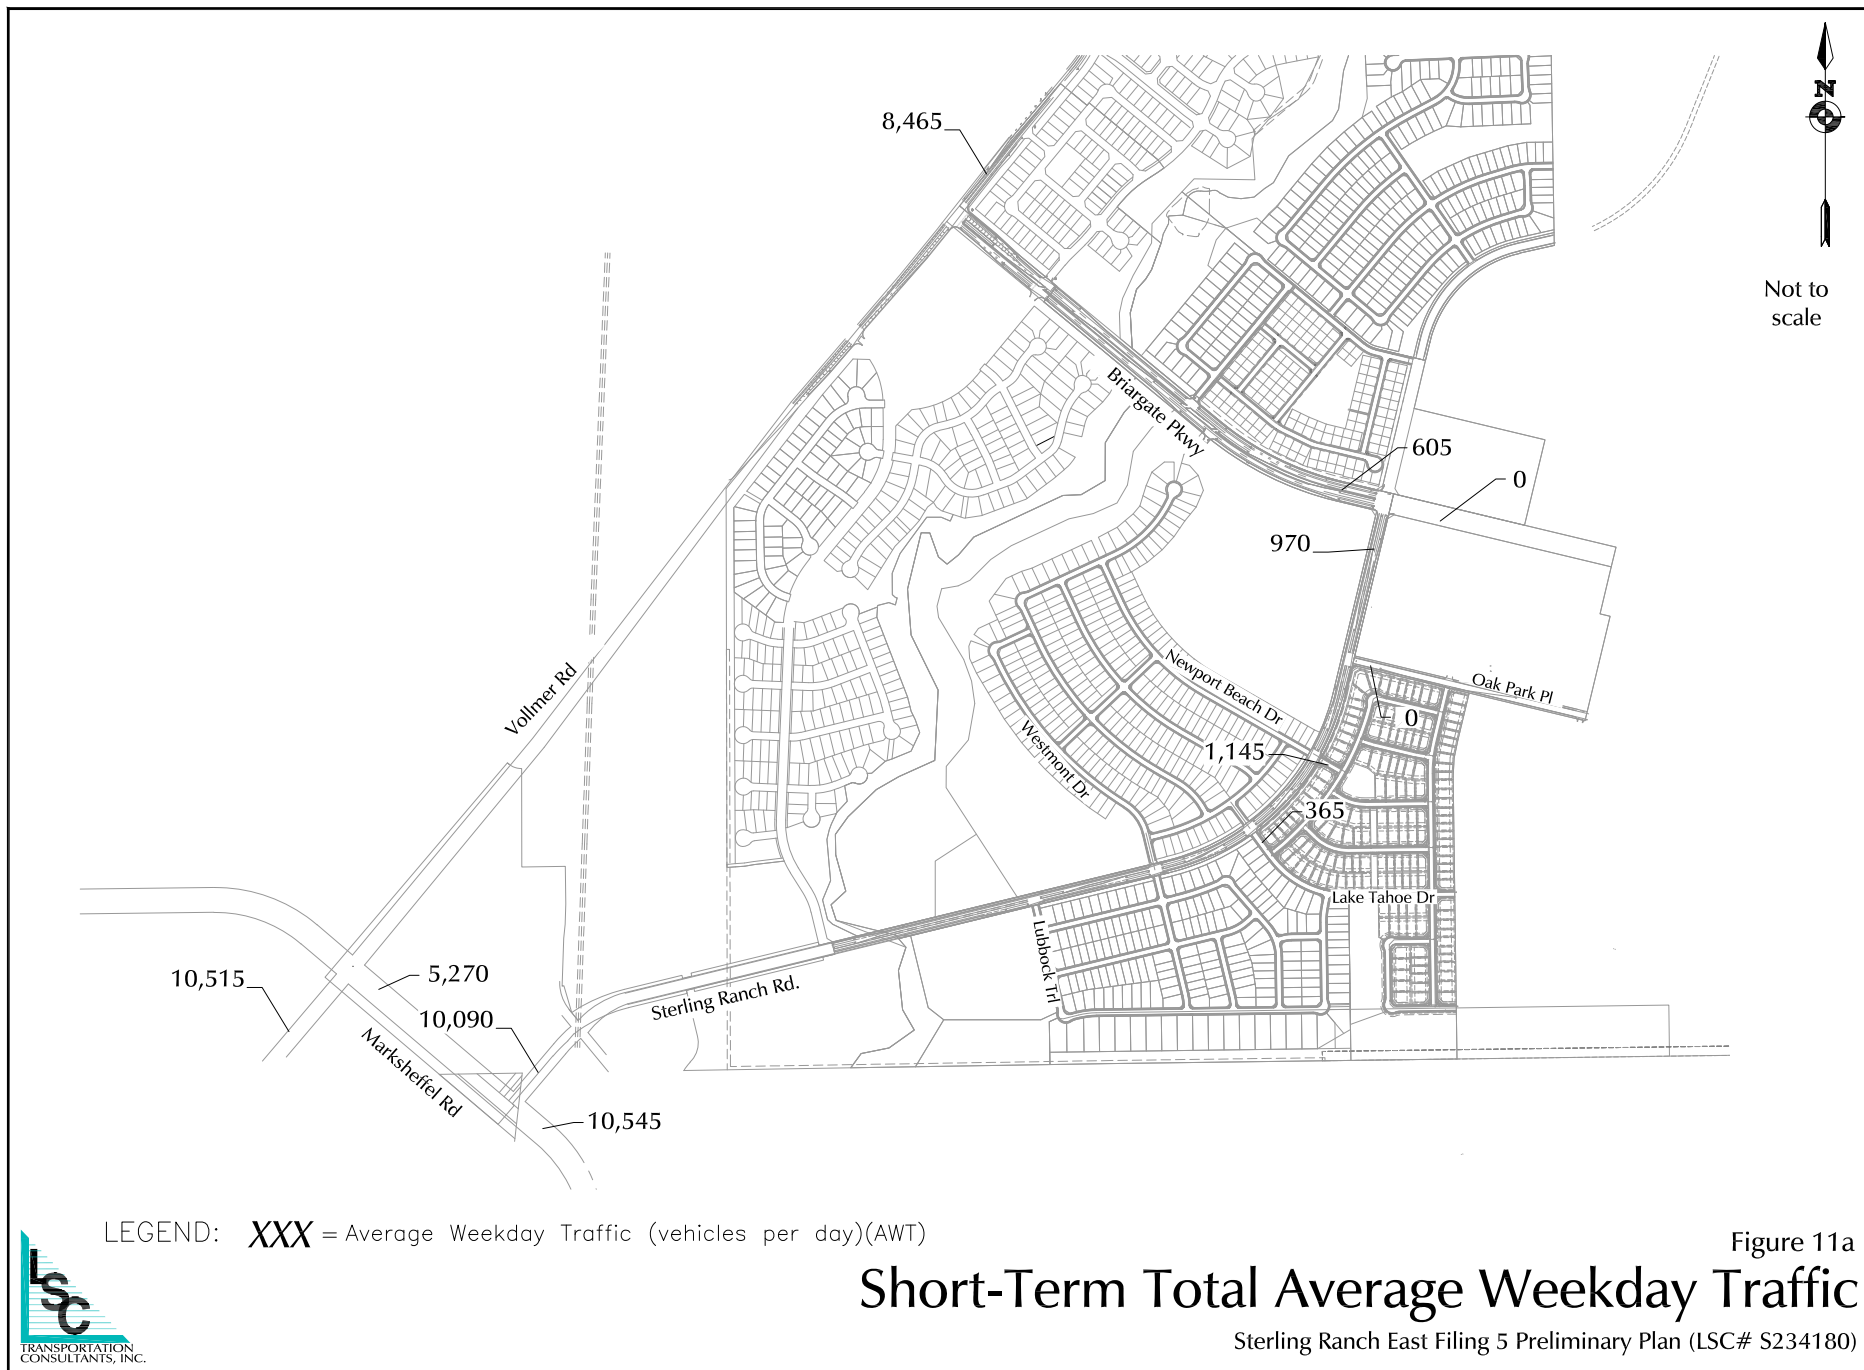 N
Not to
scale
8,465
Briargate Pkwy
605
0
970
Newport Beach Dr
Oak Park Pl
0
Vollmer Rd
Westmont Dr
1,145
365
Lake Tahoe Dr
Lubbock Trl
10,515
5,270
10,090
Sterling Ranch Rd.
Marksheffel Rd
10,545
LEGEND: XXX = Average Weekday Traffic (vehicles per day)(AWT)
Figure 11a
Short-Term Total Average Weekday Traffic
Sterling Ranch East Filing 5 Preliminary Plan (LSC# S234180)
LSC
TRANSPORTATION
CONSULTANTS, INC.